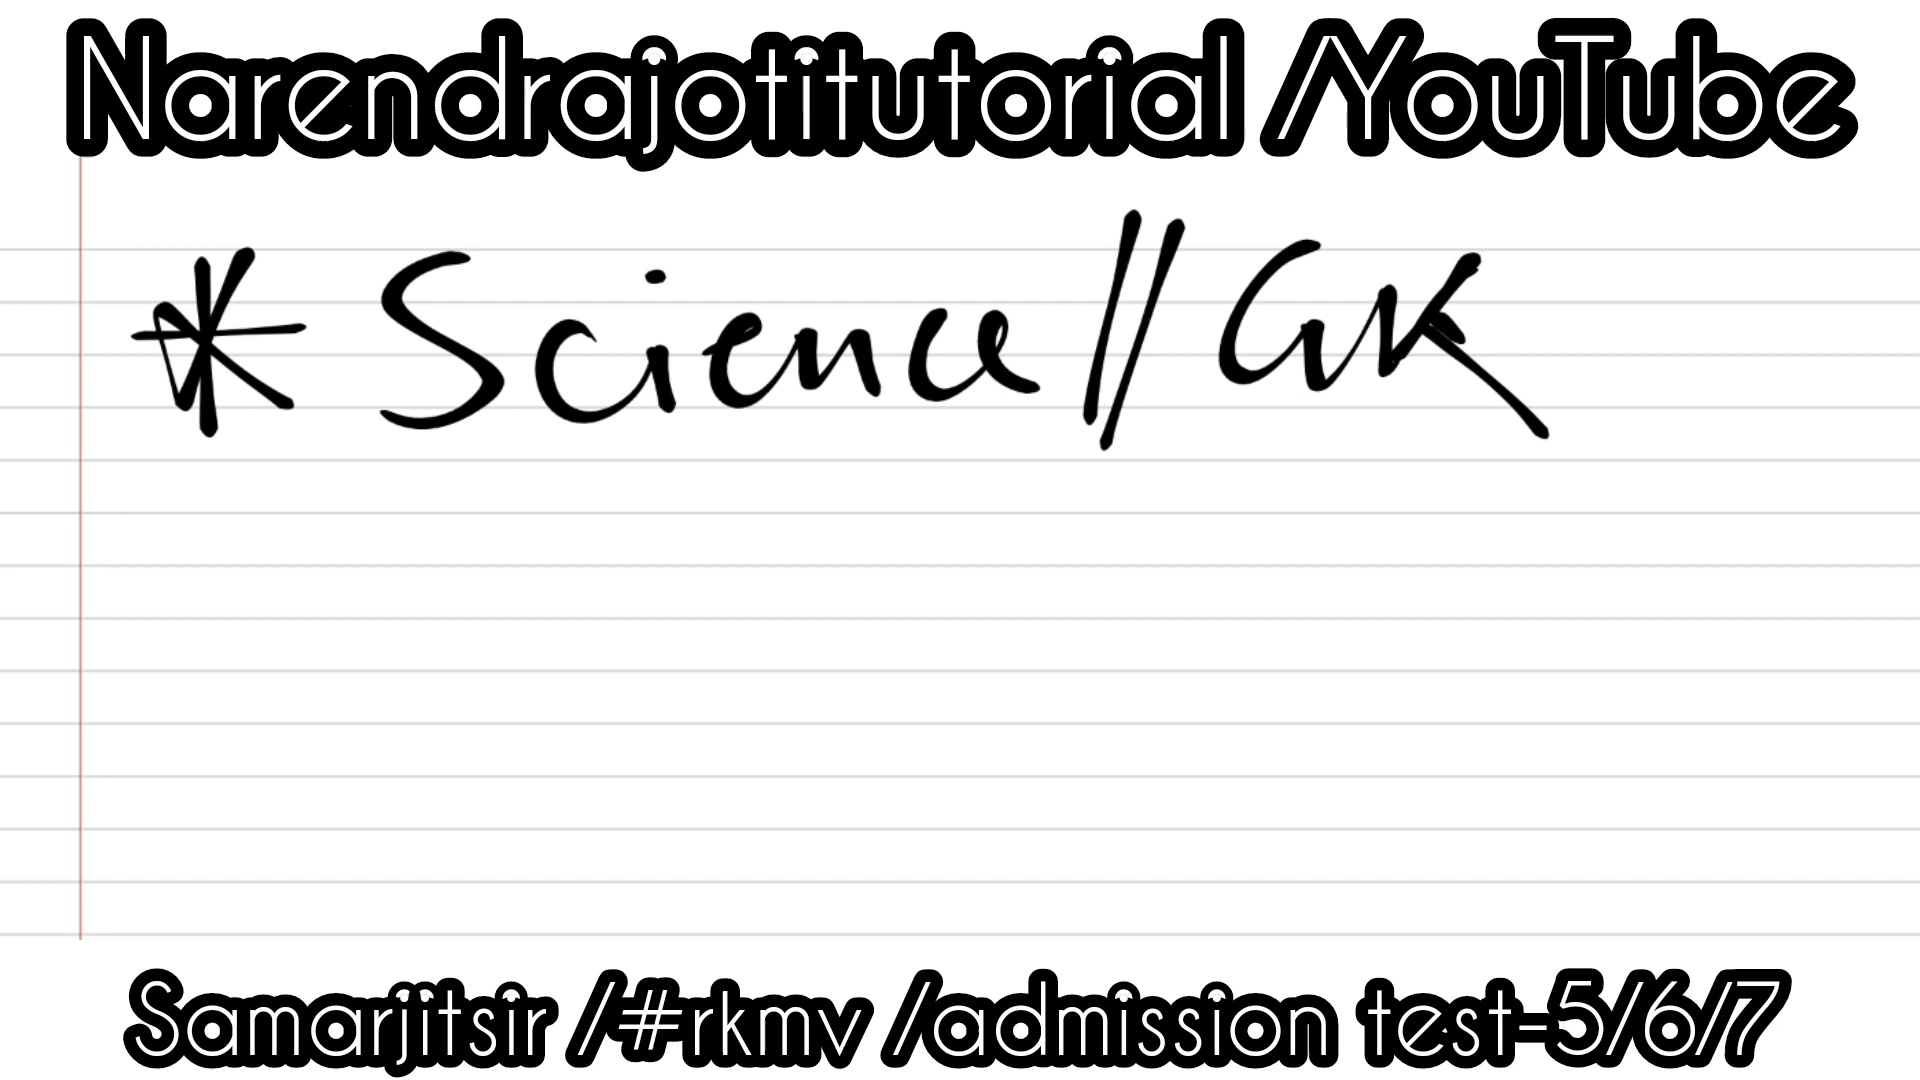 Narendrajotitutorial /YouTube
* Science // GK
Samarjitsir /#rkmv /admission test=5/6/7